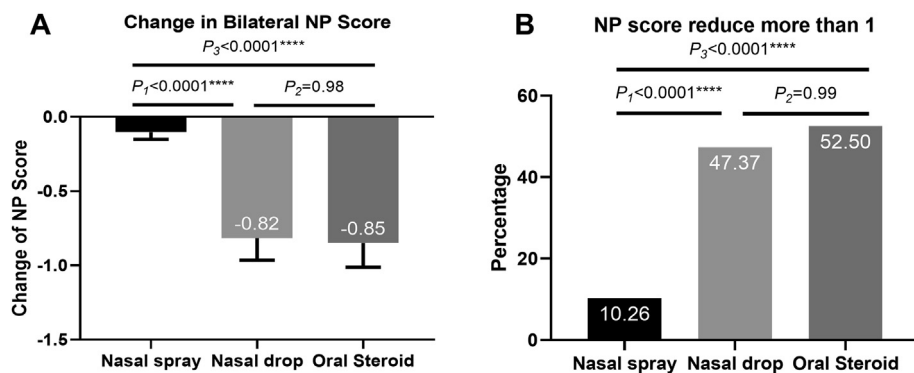 A
Change in Bilateral NP Score
P3<0.0001****
P1<0.0001****
P2=0.98
Change of NP Score
0.0
-0.5
-1.0
-1.5
-0.82
-0.85
Nasal spray
Nasal drop
Oral Steroid
B
NP score reduce more than 1
P3<0.0001****
P1<0.0001****
P2=0.99
Percentage
60
40
20
0
10.26
47.37
52.50
Nasal spray
Nasal drop
Oral Steroid